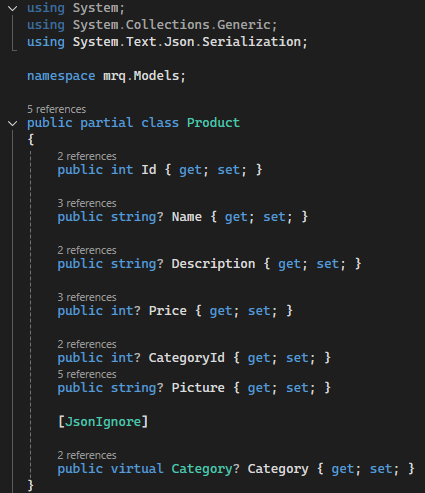 using System;
using System.Collections.Generic;
using System.Text.Json.Serialization;
namespace mrq.Models;
5 references
public partial class Product
{
2 references
public int Id { get; set; }
3 references
public string? Name { get; set; }
2 references
public string? Description { get; set; }
3 references
public int? Price { get; set; }
2 references
public int? CategoryId { get; set; }
5 references
public string? Picture { get; set; }
[JsonIgnore]
2 references
public virtual Category? Category { get; set; }
}